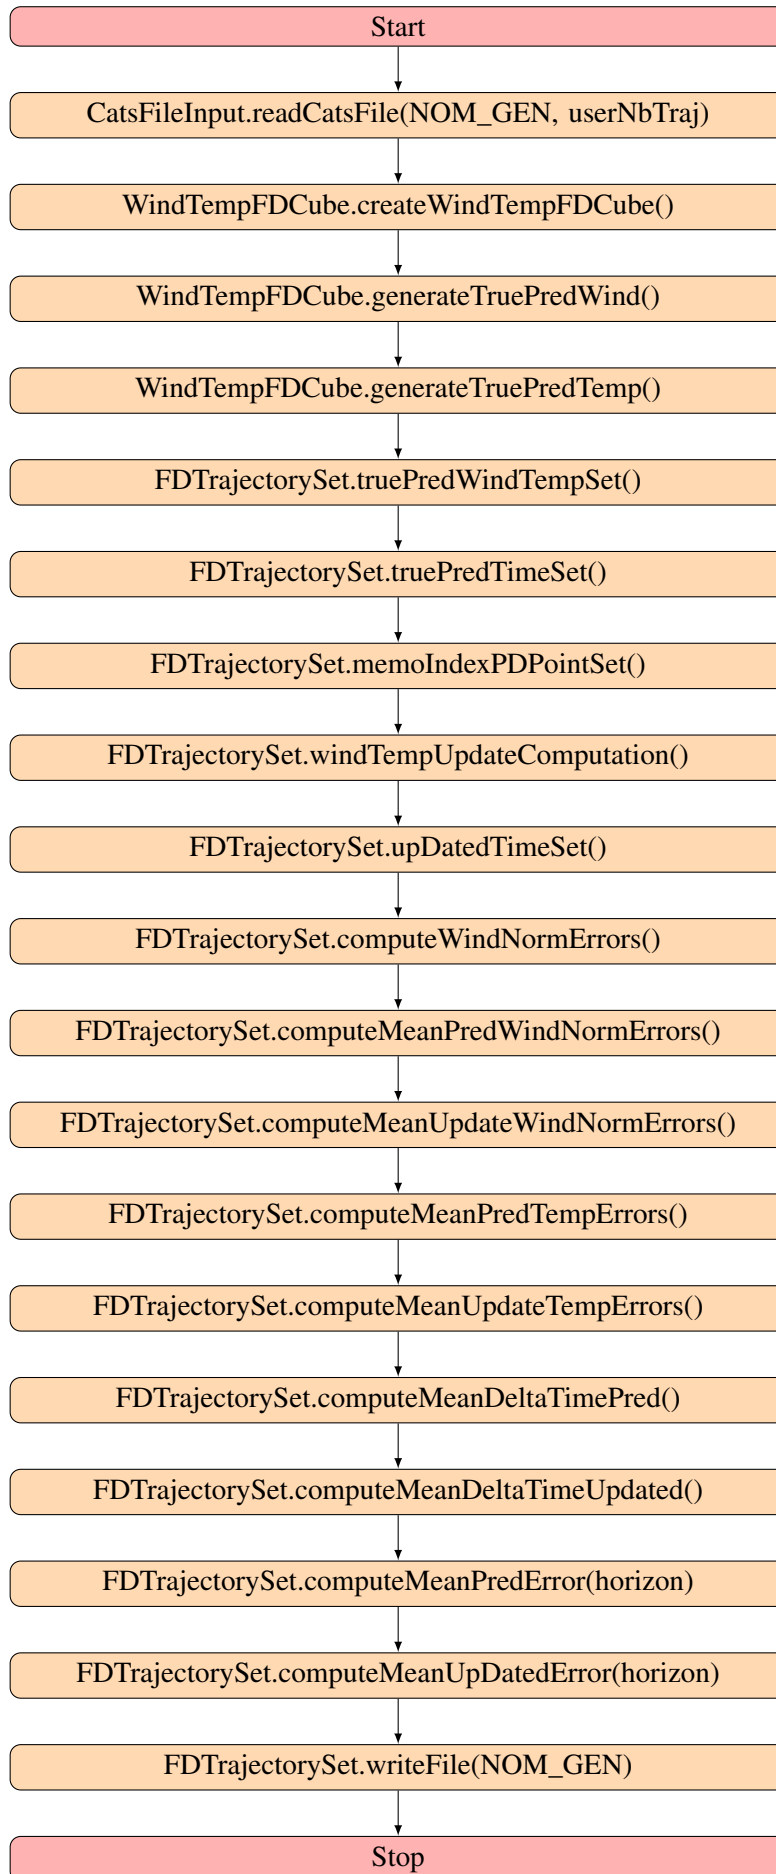 Start
CatsFileInput.readCatsFile(NOM_GEN, userNbTraj)
WindTempFDCube.createWindTempFDCube()
WindTempFDCube.generateTruePredWind()
WindTempFDCube.generateTruePredTemp()
FDTrajectorySet.truePredWindTempSet()
FDTrajectorySet.truePredTimeSet()
FDTrajectorySet.memoIndexPDPointSet()
FDTrajectorySet.windTempUpdateComputation()
FDTrajectorySet.upDatedTimeSet()
FDTrajectorySet.computeWindNormErrors()
FDTrajectorySet.computeMeanPredWindNormErrors()
FDTrajectorySet.computeMeanUpdateWindNormErrors()
FDTrajectorySet.computeMeanPredTempErrors()
FDTrajectorySet.computeMeanUpdateTempErrors()
FDTrajectorySet.computeMeanDeltaTimePred()
FDTrajectorySet.computeMeanDeltaTimeUpdated()
FDTrajectorySet.computeMeanPredError(horizon)
FDTrajectorySet.computeMeanUpDatedError(horizon)
FDTrajectorySet.writeFile(NOM_GEN)
Stop